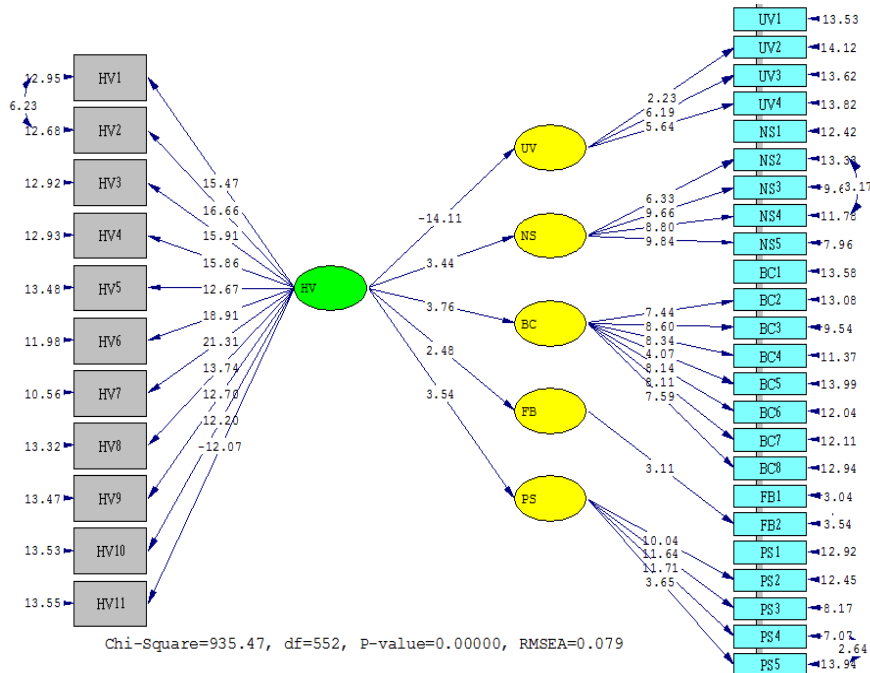 UV1 13.53
UV2 14.12
UV3 13.62
UV4 13.82
NS1 12.42
NS2
NS3 3.17
NS4 11.78
NS5 7.96
BC1 13.58
BC2 13.08
BC3 9.54
BC4 11.37
BC5 13.99
BC6 12.04
BC7 12.11
BC8 12.94
FB1 3.04
FB2 3.54
PS1 12.92
PS2 12.45
PS3 8.17
PS4 7.07
2.64
PS5 13.94
12.95 HV1
6.23
12.68 HV2
12.92 HV3
12.93 HV4
13.48 HV5
11.98 HV6
10.56 HV7
13.32 HV8
13.47 HV9
13.53 HV10
13.55 HV11
15.47
16.66
15.91
15.86
12.67
18.91
21.31
13.74
12.70
12.20
-12.07
HV
-14.11
3.44
3.76
2.48
3.54
UV
NS
BC
FB
PS
2.23
6.19
5.64
6.33
9.66
8.80
9.84
7.44
8.60
8.34
4.07
8.14
8.11
7.59
3.11
10.04
11.64
11.71
3.65
Chi-Square=935.47, df=552, P-value=0.00000, RMSEA=0.079